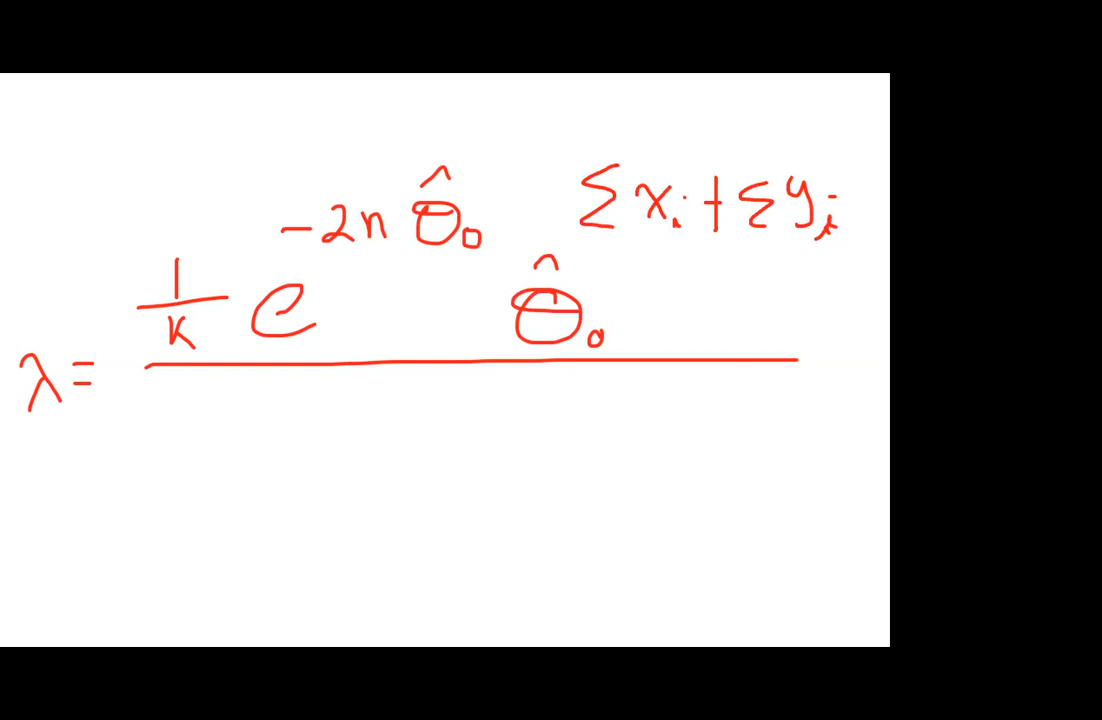 λ = 1/k e^{-2n θ̂₀} θ̂₀^{Σxᵢ + Σyᵢ}